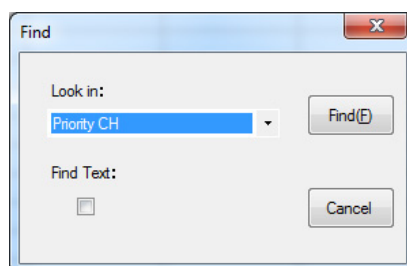 Find
Look in:
Priority CH
Find(F)
Find Text:
Cancel